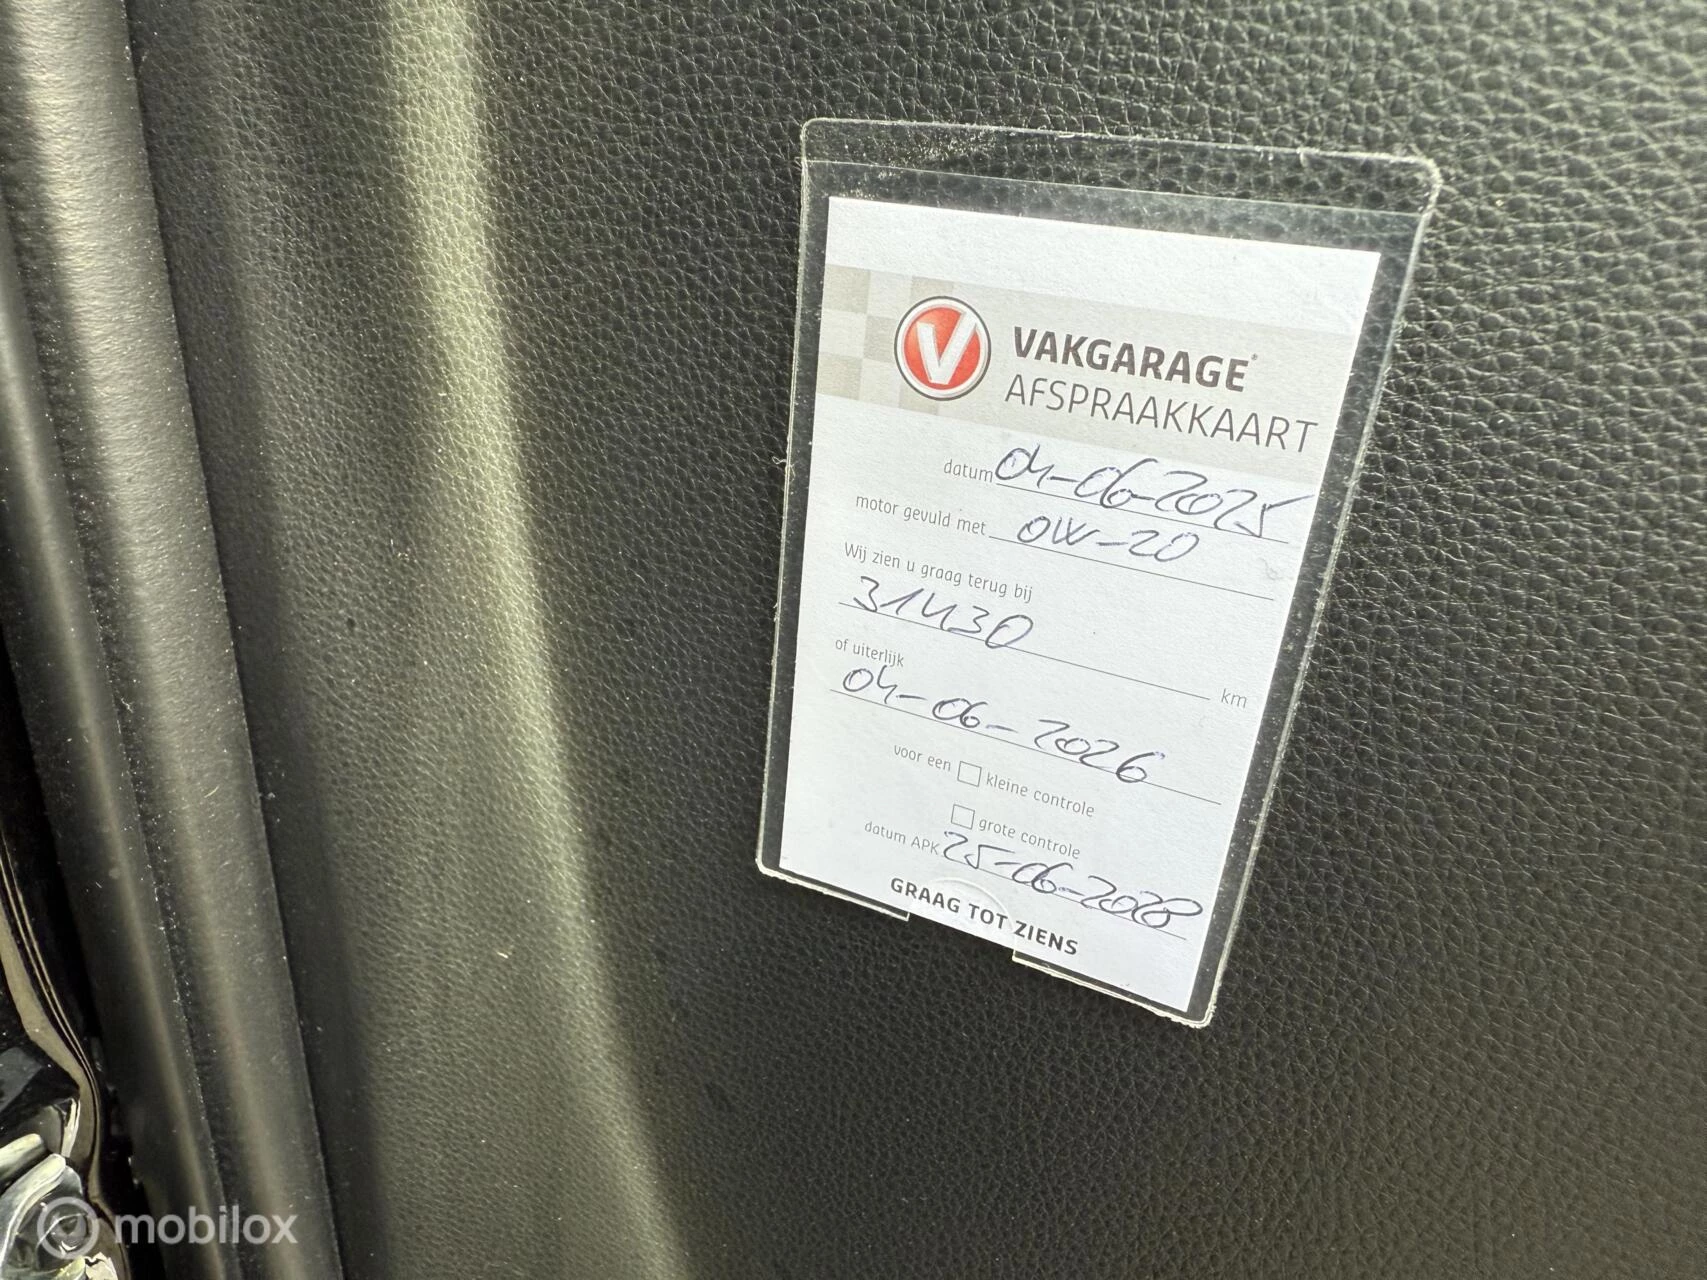 VAKGARAGE®
AFSPRAAKKAART
datum 04-06-2025
motor gevuld met 0W-20
Wij zien u graag terug bij
31430 km
of uiterlijk
04-06-2026
voor een kleine controle
grote controle
datum APK 25-06-2028
GRAAG TOT ZIENS
mobilox